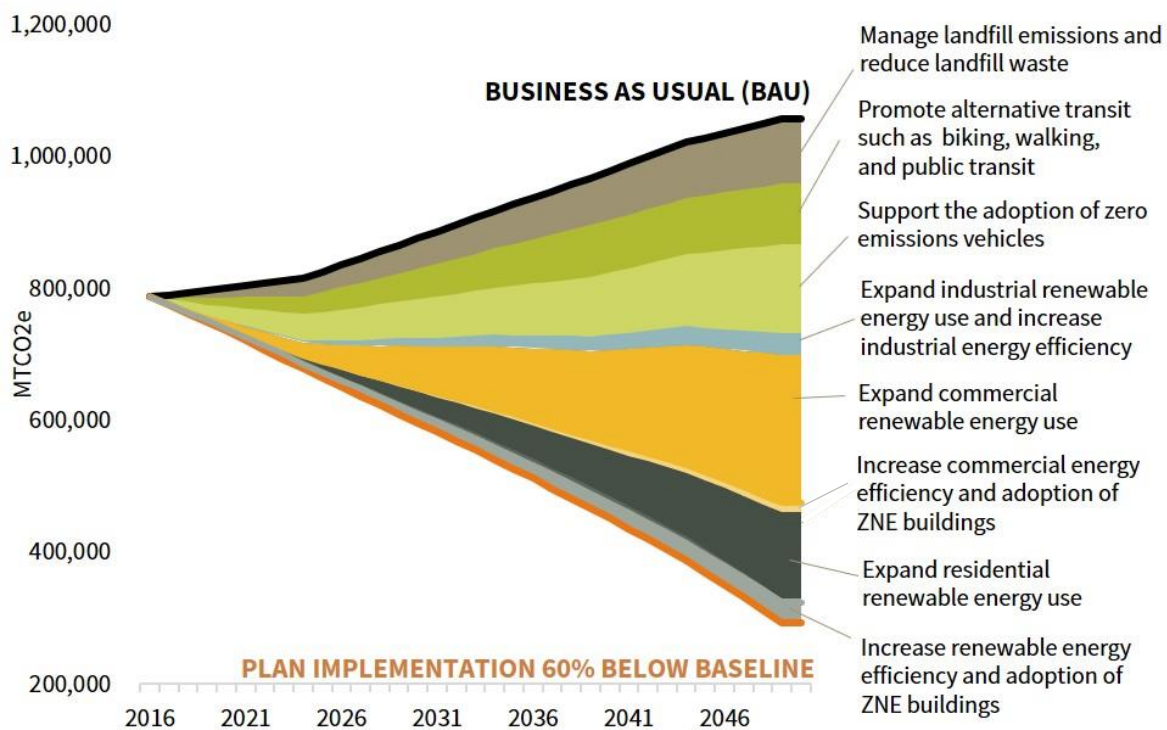 1,200,000
1,000,000
800,000
600,000
400,000
200,000
MTCO2e
BUSINESS AS USUAL (BAU)
PLAN IMPLEMENTATION 60% BELOW BASELINE
2016
2021
2026
2031
2036
2041
2046
Manage landfill emissions and
reduce landfill waste
Promote alternative transit
such as biking, walking,
and public transit
Support the adoption of zero
emissions vehicles
Expand industrial renewable
energy use and increase
industrial energy efficiency
Expand commercial
renewable energy use
Increase commercial energy
efficiency and adoption of
ZNE buildings
Expand residential
renewable energy use
Increase renewable energy
efficiency and adoption of
ZNE buildings